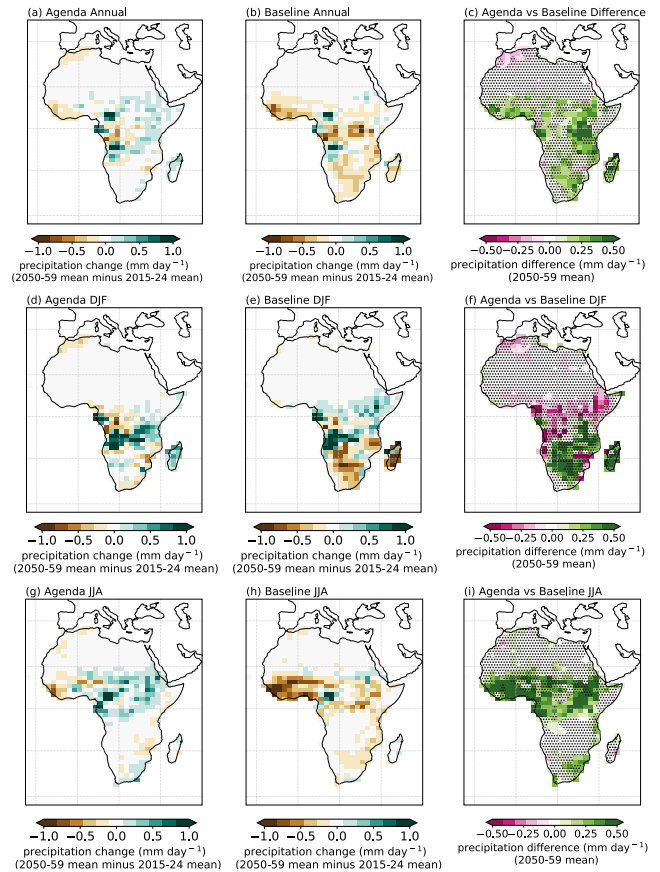 (a) Agenda Annual
(b) Baseline Annual
(c) Agenda vs Baseline Difference
−1.0 −0.5 0.0 0.5 1.0
precipitation change (mm day⁻¹)
(2050-59 mean minus 2015-24 mean)
−1.0 −0.5 0.0 0.5 1.0
precipitation change (mm day⁻¹)
(2050-59 mean minus 2015-24 mean)
−0.50 −0.25 0.00 0.25 0.50
precipitation difference (mm day⁻¹)
(2050-59 mean)
(d) Agenda DJF
(e) Baseline DJF
(f) Agenda vs Baseline DJF
−1.0 −0.5 0.0 0.5 1.0
precipitation change (mm day⁻¹)
(2050-59 mean minus 2015-24 mean)
−1.0 −0.5 0.0 0.5 1.0
precipitation change (mm day⁻¹)
(2050-59 mean minus 2015-24 mean)
−0.50 −0.25 0.00 0.25 0.50
precipitation difference (mm day⁻¹)
(2050-59 mean)
(g) Agenda JJA
(h) Baseline JJA
(i) Agenda vs Baseline JJA
−1.0 −0.5 0.0 0.5 1.0
precipitation change (mm day⁻¹)
(2050-59 mean minus 2015-24 mean)
−1.0 −0.5 0.0 0.5 1.0
precipitation change (mm day⁻¹)
(2050-59 mean minus 2015-24 mean)
−0.50 −0.25 0.00 0.25 0.50
precipitation difference (mm day⁻¹)
(2050-59 mean)